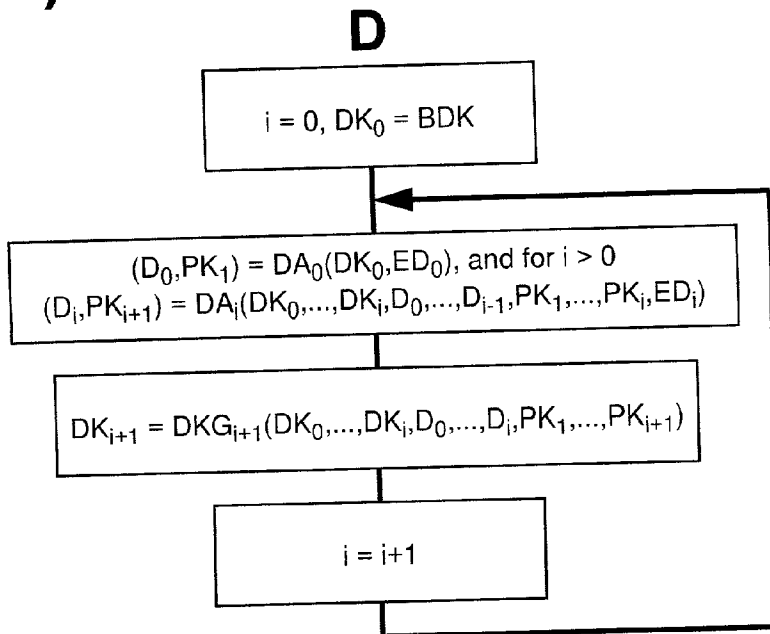 )
D
i = 0, DK₀ = BDK
(D₀,PK₁) = DA₀(DK₀,ED₀), and for i > 0
(Dᵢ,PKᵢ₊₁) = DAᵢ(DK₀,...,DKᵢ,D₀,...,Dᵢ₋₁,PK₁,...,PKᵢ,EDᵢ)
DKᵢ₊₁ = DKGᵢ₊₁(DK₀,...,DKᵢ,D₀,...,Dᵢ,PK₁,...,PKᵢ₊₁)
i = i+1